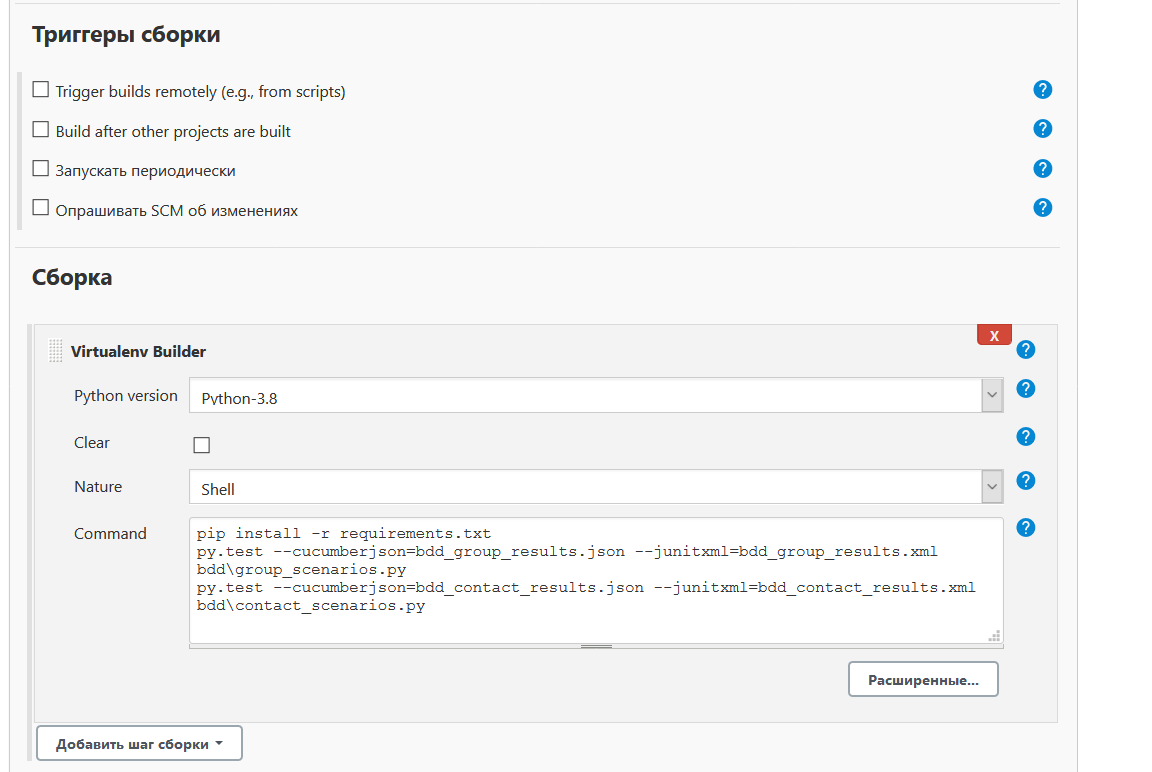 Триггеры сборки
Trigger builds remotely (e.g., from scripts)
?
Build after other projects are built
?
Запускать периодически
?
Опрашивать SCM об изменениях
?
Сборка
X
Virtualenv Builder
?
Python version
Python-3.8
?
Clear
?
Nature
Shell
?
Command
pip install -r requirements.txt
py.test --cucumberjson=bdd_group_results.json --junitxml=bdd_group_results.xml
bdd\group_scenarios.py
py.test --cucumberjson=bdd_contact_results.json --junitxml=bdd_contact_results.xml
bdd\contact_scenarios.py
?
Расширенные...
Добавить шаг сборки